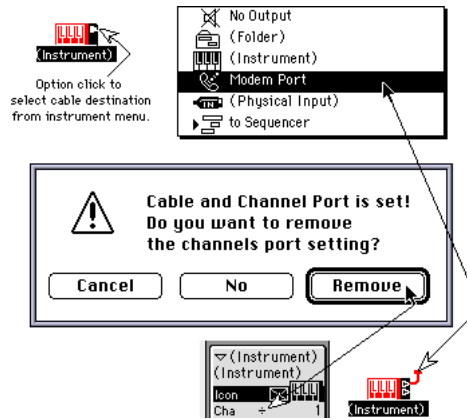 (Instrument)
Option click to
select cable destination
from instrument menu.
No Output
(Folder)
(Instrument)
Modem Port
IN
(Physical Input)
to Sequencer
Cable and Channel Port is set!
Do you want to remove
the channels port setting?
Cancel
No
Remove
(Instrument)
(Instrument)
Icon
Cha 1
(Instrument)